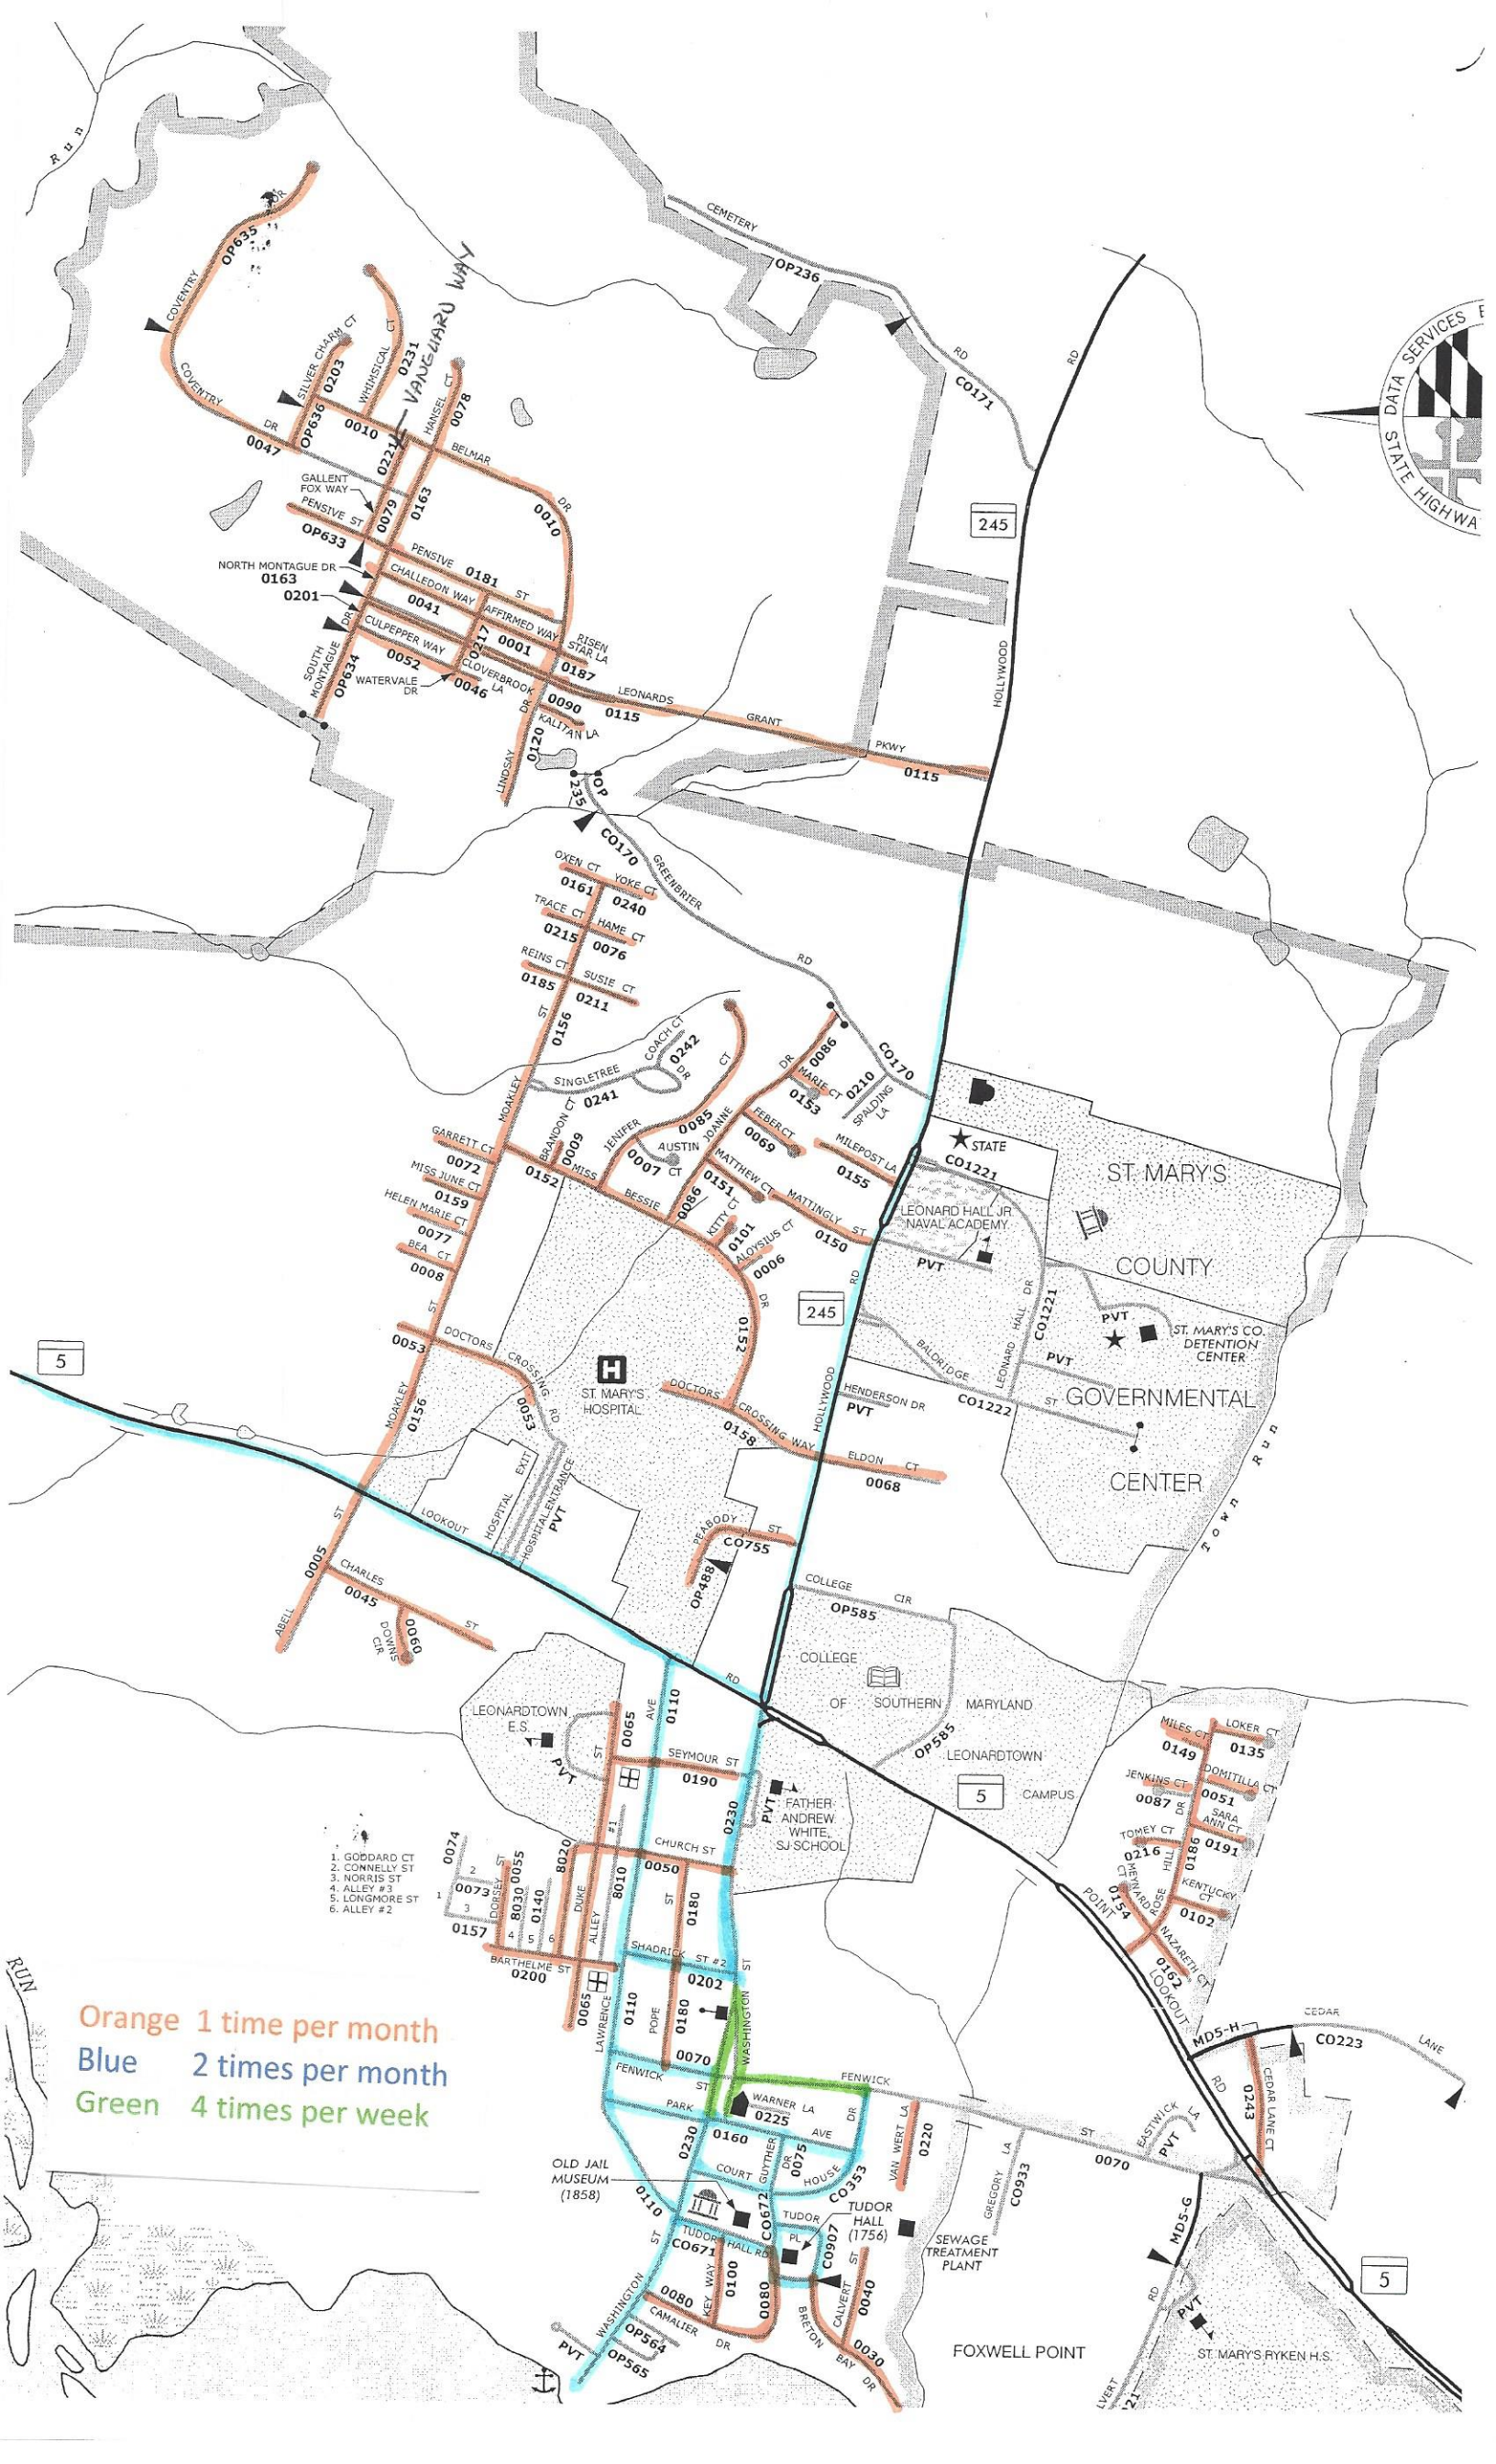 Run
COVENTRY
DR
OP635
COVENTRY
DR
0047
SILVER CHARM CT
0203
OP636
WHIMSICAL CT
0231
VANGUARD WAY
0010
0221
HANSEL CT
0078
BELMAR
DR
0010
GALLENT
FOX WAY
0079
0163
PENSIVE ST
OP633
PENSIVE
0181
ST
NORTH MONTAGUE DR
0163
0201
CHALLEDON WAY
0041
AFFIRMED WAY
0001
RISEN
STAR LA
0187
CULPEPPER WAY
0052
0217
WATERVALE
DR
CLOVERBROOK
LA
0046
SOUTH
MONTAGUE
DR
OP634
LEONARDS
GRANT
PKWY
0115
0115
0090
KALITAN LA
LINDSAY
DR
0120
CEMETERY
OP236
RD
CO171
RD
245
HOLLYWOOD
DATA SERVICES E
STATE HIGHWA
OP
235
CO170
GREENBRIER
RD
CO170
OXEN CT
0161
YOKE CT
0240
TRACE CT
0215
HAME CT
0076
REINS CT
0185
SUSIE CT
0211
ST
0156
MOAKLEY
SINGLETREE
DR
0241
COACH CT
0242
BRANDON CT
0009
JENIFER
CT
0085
AUSTIN
CT
0007
JOANNE
DR
0086
MARIE CT
0153
0210
SPALDING
LA
FEBER CT
0069
MILEPOST LA
0155
MATTHEW CT
0151
MATTINGLY ST
0150
GARRETT CT
0072
MISS JUNE CT
0159
HELEN MARIE CT
0077
BEA CT
0008
0152
MISS
BESSIE
DR
0152
0086
KITTY CT
0101
ALOYSIUS CT
0006
STATE
CO1221
LEONARD HALL JR.
NAVAL ACADEMY
PVT
ST. MARY'S
COUNTY
GOVERNMENTAL
CENTER
PVT
ST. MARY'S CO.
DETENTION
CENTER
PVT
LEONARD HALL DR
CO1221
BALDRIDGE
ST
CO1222
HENDERSON DR
PVT
245
RD
HOLLYWOOD
5
ST
0053
DOCTORS
CROSSING
RD
0053
MOAKLEY
0156
H
ST. MARY'S
HOSPITAL
DOCTORS
CROSSING WAY
0158
ELDON CT
0068
LOOKOUT
HOSPITAL EXIT
HOSPITAL ENTRANCE
PVT
PEABODY ST
CO755
OP488
ST
0005
ABELL
CHARLES
ST
0045
DOWNS
CIR
0060
COLLEGE CIR
OP585
COLLEGE
OF SOUTHERN MARYLAND
OP585
LEONARDTOWN
CAMPUS
5
RD
Town Run
LEONARDTOWN
E.S.
PVT
ST
0065
AVE
0110
SEYMOUR ST
0190
0230
PVT
FATHER
ANDREW
WHITE,
SJ SCHOOL
CHURCH ST
0050
#1
8010
8020
DUKE
ALLEY
ST
0180
1. GODDARD CT
2. CONNELLY ST
3. NORRIS ST
4. ALLEY #3
5. LONGMORE ST
6. ALLEY #2
0074
0073
0157
1
2
3
DORSEY ST
0055
8030
0140
4
5
6
BARTHELME ST
0200
SHADRICK ST #2
0202
0065
LAWRENCE
0110
POPE
0180
ST
WASHINGTON
MILES CT
0149
LOKER CT
0135
JENKINS CT
0087
DOMITILLA CT
0051
DR
SARA
ANN CT
0191
TOMEY CT
0216
HILL
0186
ROSE
MEYNARD
CT
0154
KENTUCKY
CT
0102
NAZARETH CT
0162
POINT
LOOKOUT
RD
MD5-H
CEDAR
LANE
CO223
CEDAR LANE CT
0243
RUN
Orange 1 time per month
Blue 2 times per month
Green 4 times per week
0070
FENWICK
ST
FENWICK
PARK
AVE
WARNER LA
0225
0160
0230
DR
COURT
HOUSE
CO353
GUYTHER
DR
0075
VAN WERT LA
0220
GREGORY LA
CO933
ST
0070
EASTWICK LA
PVT
OLD JAIL
MUSEUM
(1858)
0110
CO672
TUDOR
PL
TUDOR
HALL
(1756)
CO907
TUDOR
HALL RD
CO671
ST
WASHINGTON
KEY WAY
0100
0080
0080
CAMALIER
DR
BRETON
BAY
DR
CALVERT ST
0040
0030
SEWAGE
TREATMENT
PLANT
OP564
OP565
PVT
FOXWELL POINT
MD5-G
RD
PVT
LVERT
ST. MARY'S RYKEN H.S.
5